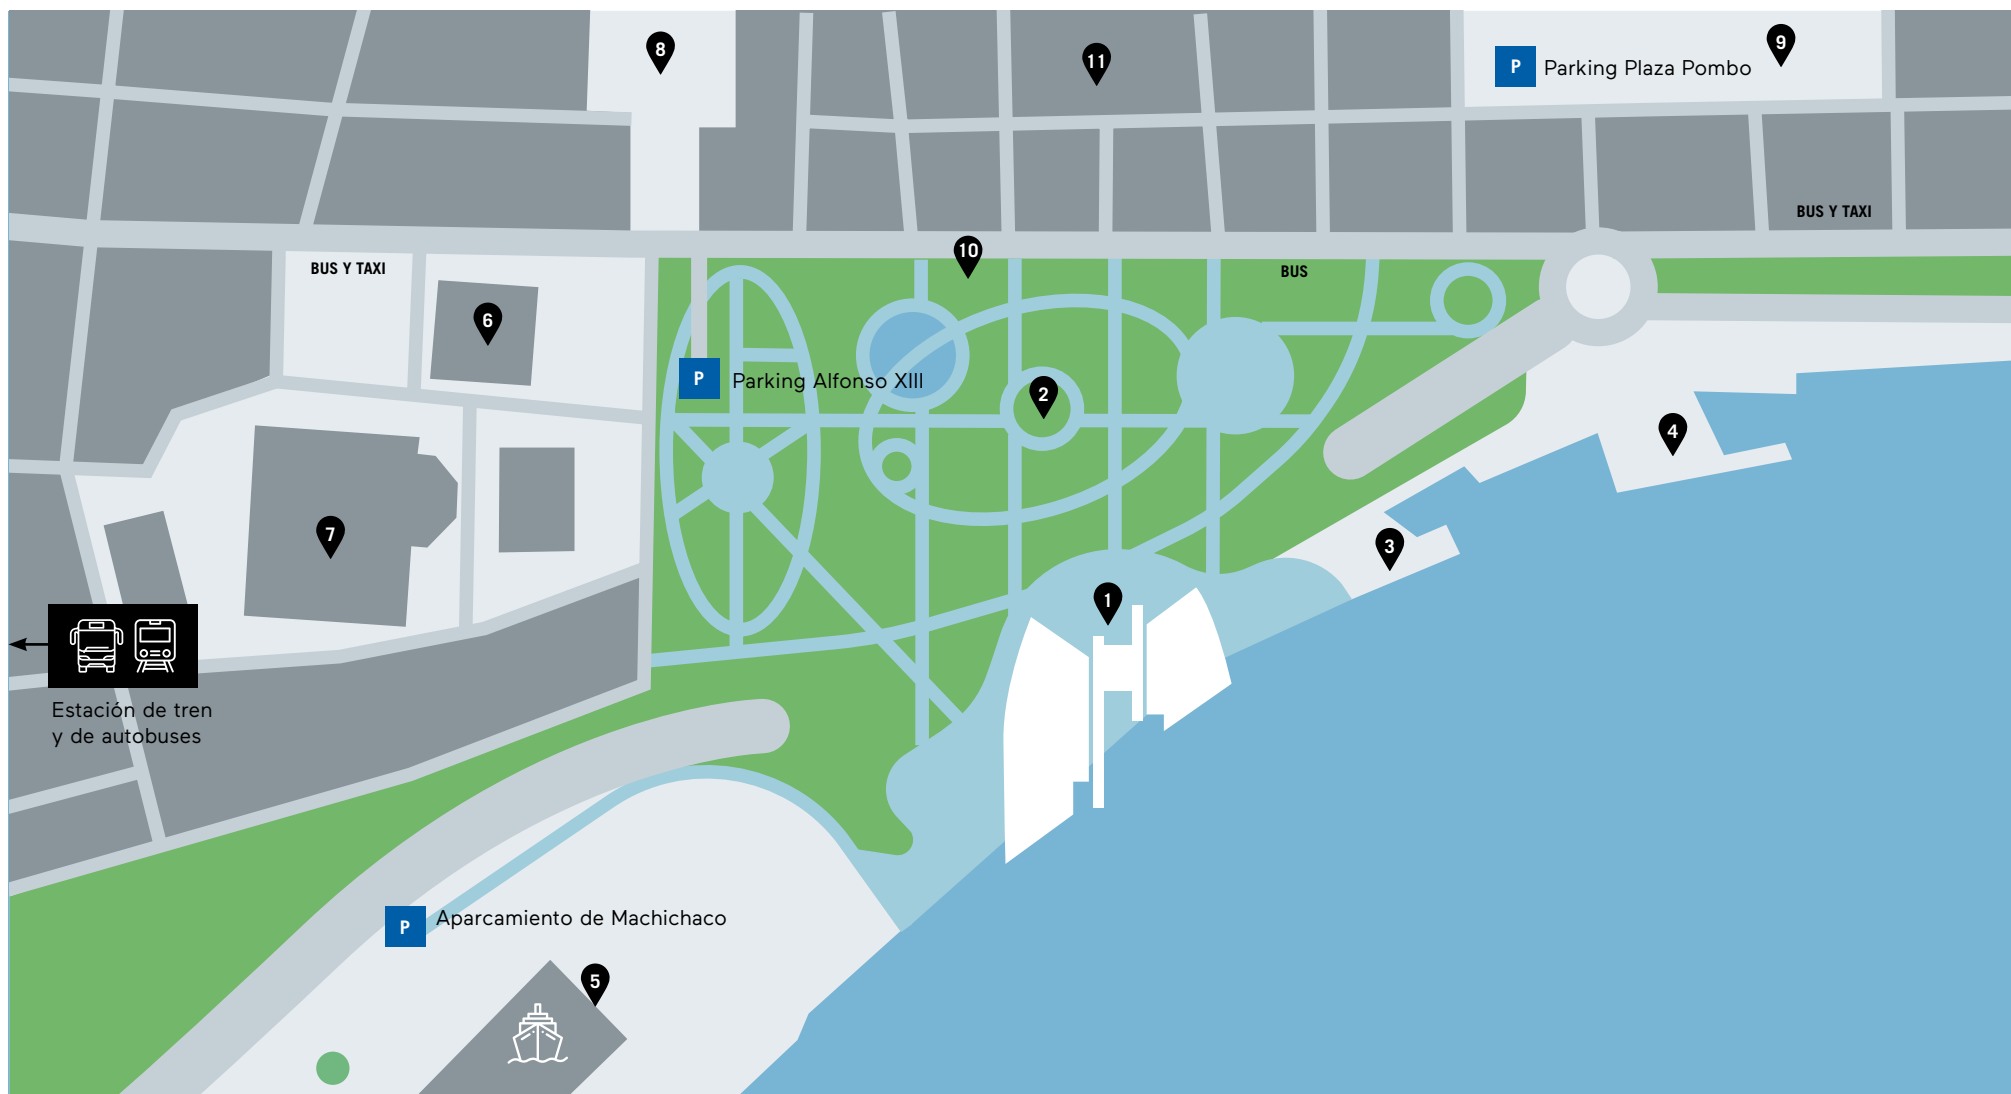 8
11
9
P Parking Plaza Pombo
BUS Y TAXI
10
BUS Y TAXI
BUS
6
P Parking Alfonso XIII
2
4
7
3
1
Estación de tren
y de autobuses
P Aparcamiento de Machichaco
5